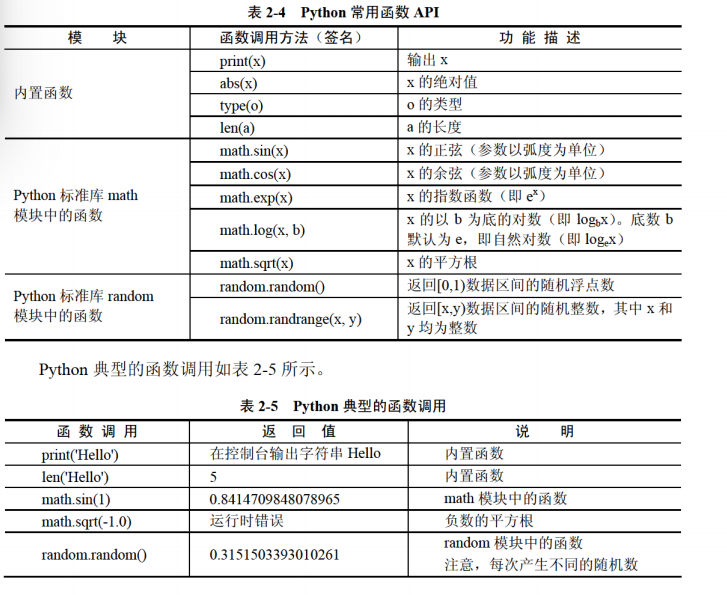 表 2-4 Python 常用函数 API
模 块 函数调用方法（签名） 功 能 描 述
内置函数
print(x) 输出 x
abs(x) x 的绝对值
type(o) o 的类型
len(a) a 的长度
Python 标准库 math
模块中的函数
math.sin(x) x 的正弦（参数以弧度为单位）
math.cos(x) x 的余弦（参数以弧度为单位）
math.exp(x) x 的指数函数（即 eˣ）
math.log(x, b) x 的以 b 为底的对数（即 log_b x）。底数 b
默认为 e，即自然对数（即 log_e x）
math.sqrt(x) x 的平方根
Python 标准库 random
模块中的函数
random.random() 返回[0,1)数据区间的随机浮点数
random.randrange(x, y) 返回[x,y)数据区间的随机整数，其中 x 和
y 均为整数
Python 典型的函数调用如表 2-5 所示。
表 2-5 Python 典型的函数调用
函 数 调 用 返 回 值 说 明
print('Hello') 在控制台输出字符串 Hello 内置函数
len('Hello') 5 内置函数
math.sin(1) 0.8414709848078965 math 模块中的函数
math.sqrt(-1.0) 运行时错误 负数的平方根
random.random() 0.3151503393010261 random 模块中的函数
注意，每次产生不同的随机数